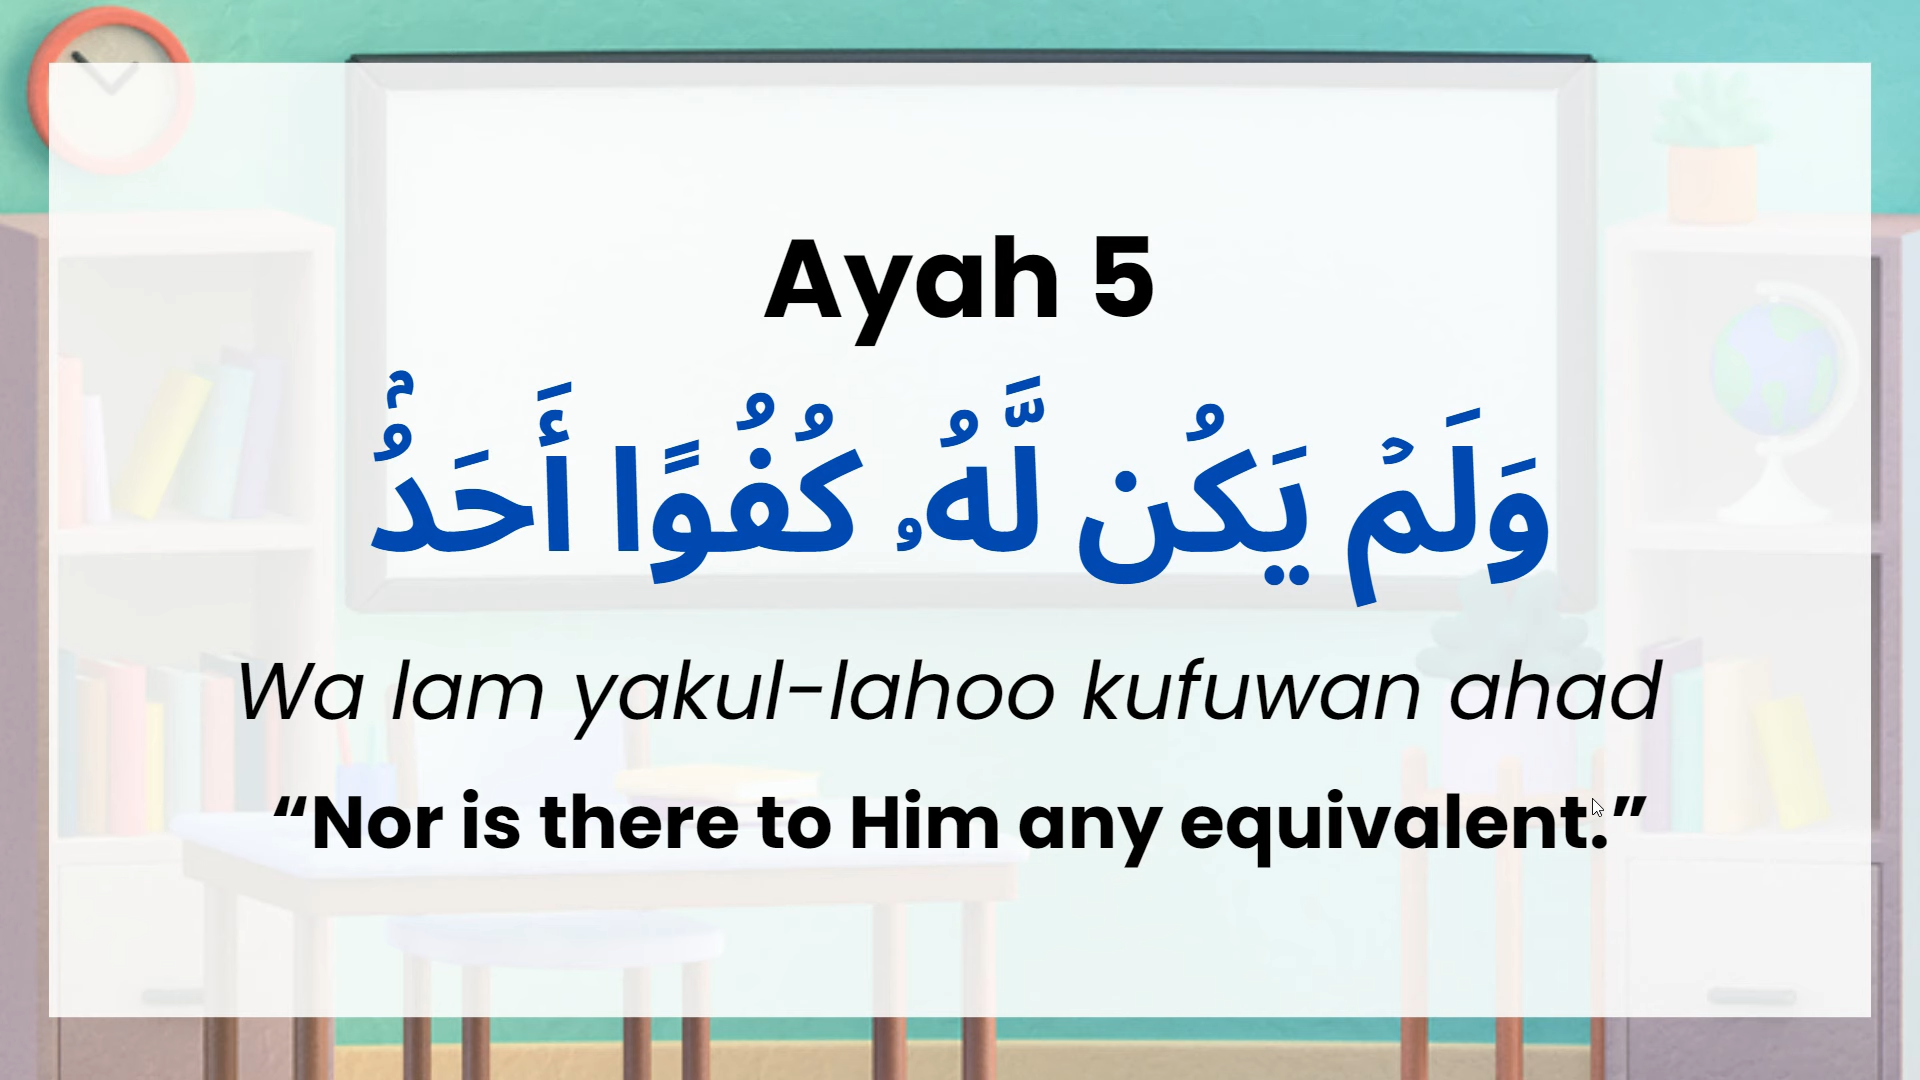 Ayah 5
وَلَمْ يَكُن لَّهُۥ كُفُوًا أَحَدٌۢ
Wa lam yakul-lahoo kufuwan ahad
“Nor is there to Him any equivalent.”